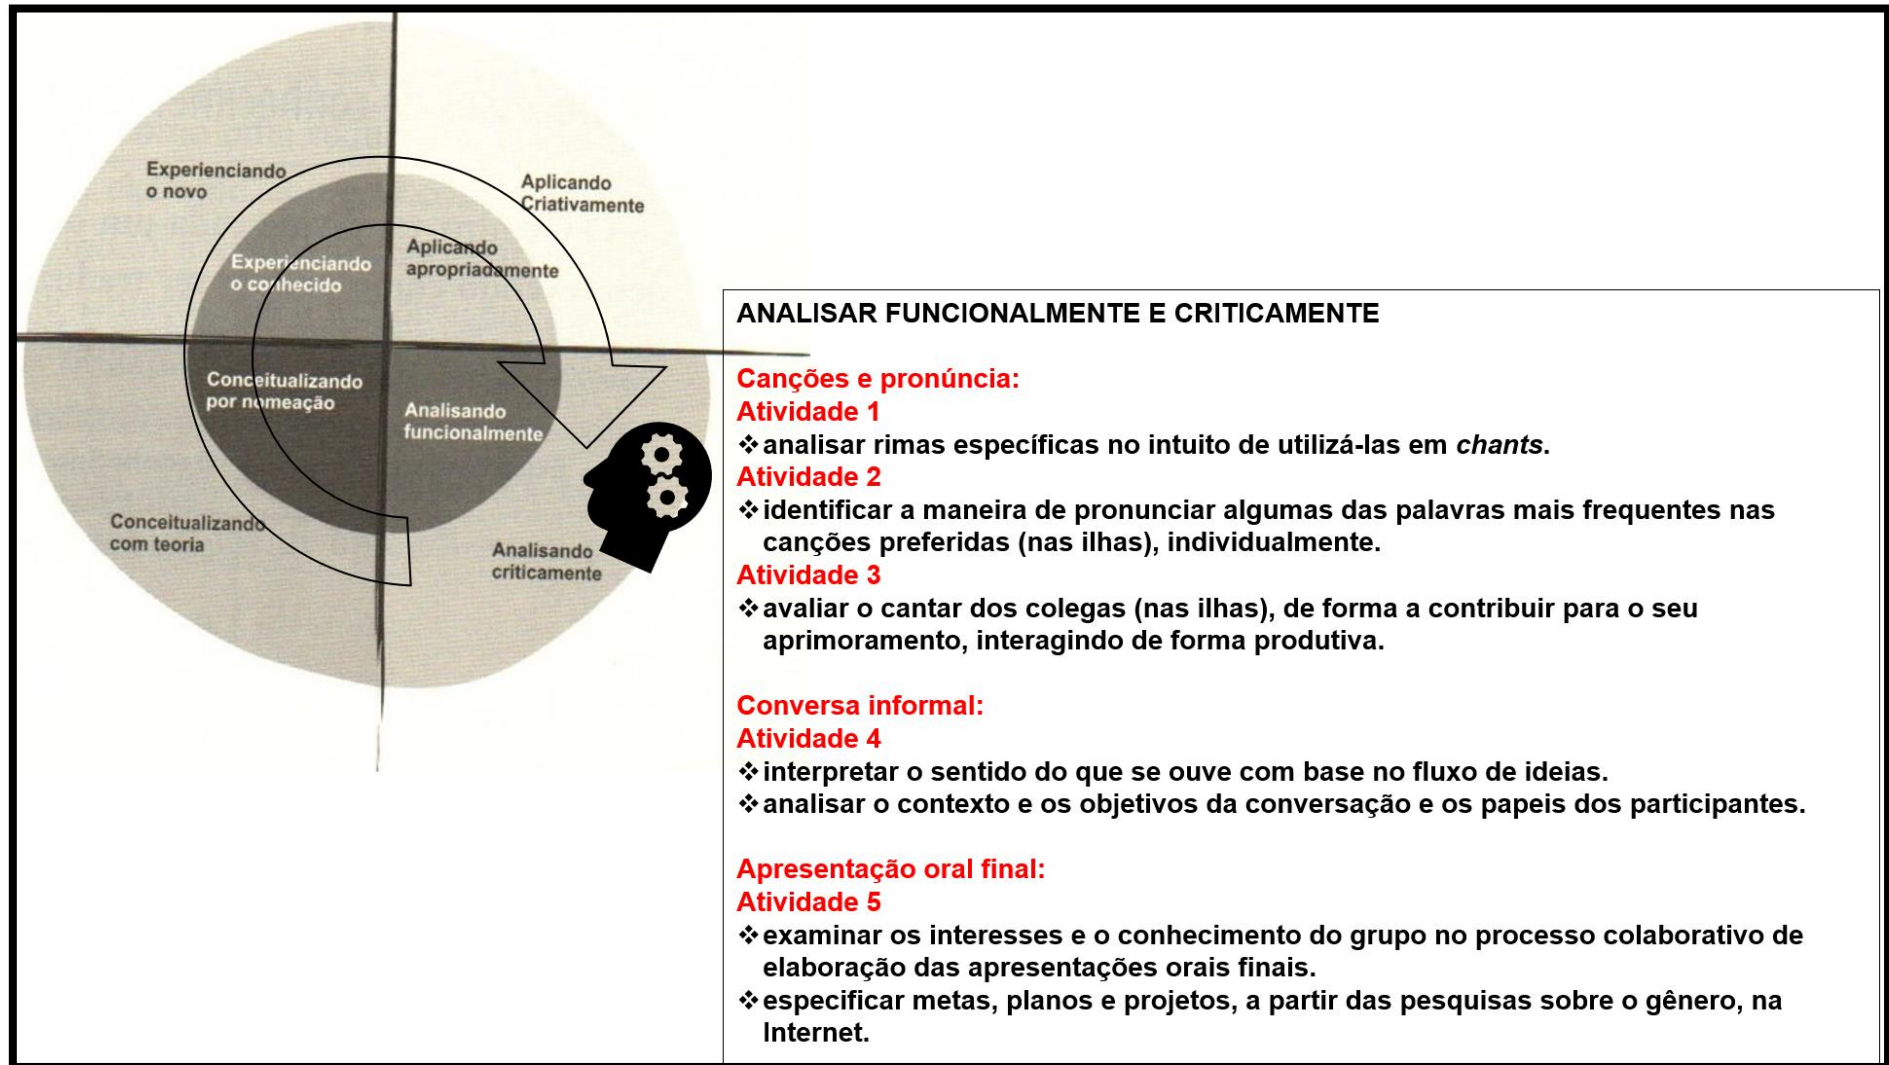 Experienciando
o novo
Aplicando
Criativamente
Experienciando
o conhecido
Aplicando
apropriadamente
Conceitualizando
por nomeação
Analisando
funcionalmente
Conceitualizando
com teoria
Analisando
criticamente
ANALISAR FUNCIONALMENTE E CRITICAMENTE
Canções e pronúncia:
Atividade 1
❖analisar rimas específicas no intuito de utilizá-las em chants.
Atividade 2
❖identificar a maneira de pronunciar algumas das palavras mais frequentes nas
canções preferidas (nas ilhas), individualmente.
Atividade 3
❖avaliar o cantar dos colegas (nas ilhas), de forma a contribuir para o seu
aprimoramento, interagindo de forma produtiva.
Conversa informal:
Atividade 4
❖interpretar o sentido do que se ouve com base no fluxo de ideias.
❖analisar o contexto e os objetivos da conversação e os papeis dos participantes.
Apresentação oral final:
Atividade 5
❖examinar os interesses e o conhecimento do grupo no processo colaborativo de
elaboração das apresentações orais finais.
❖especificar metas, planos e projetos, a partir das pesquisas sobre o gênero, na
Internet.